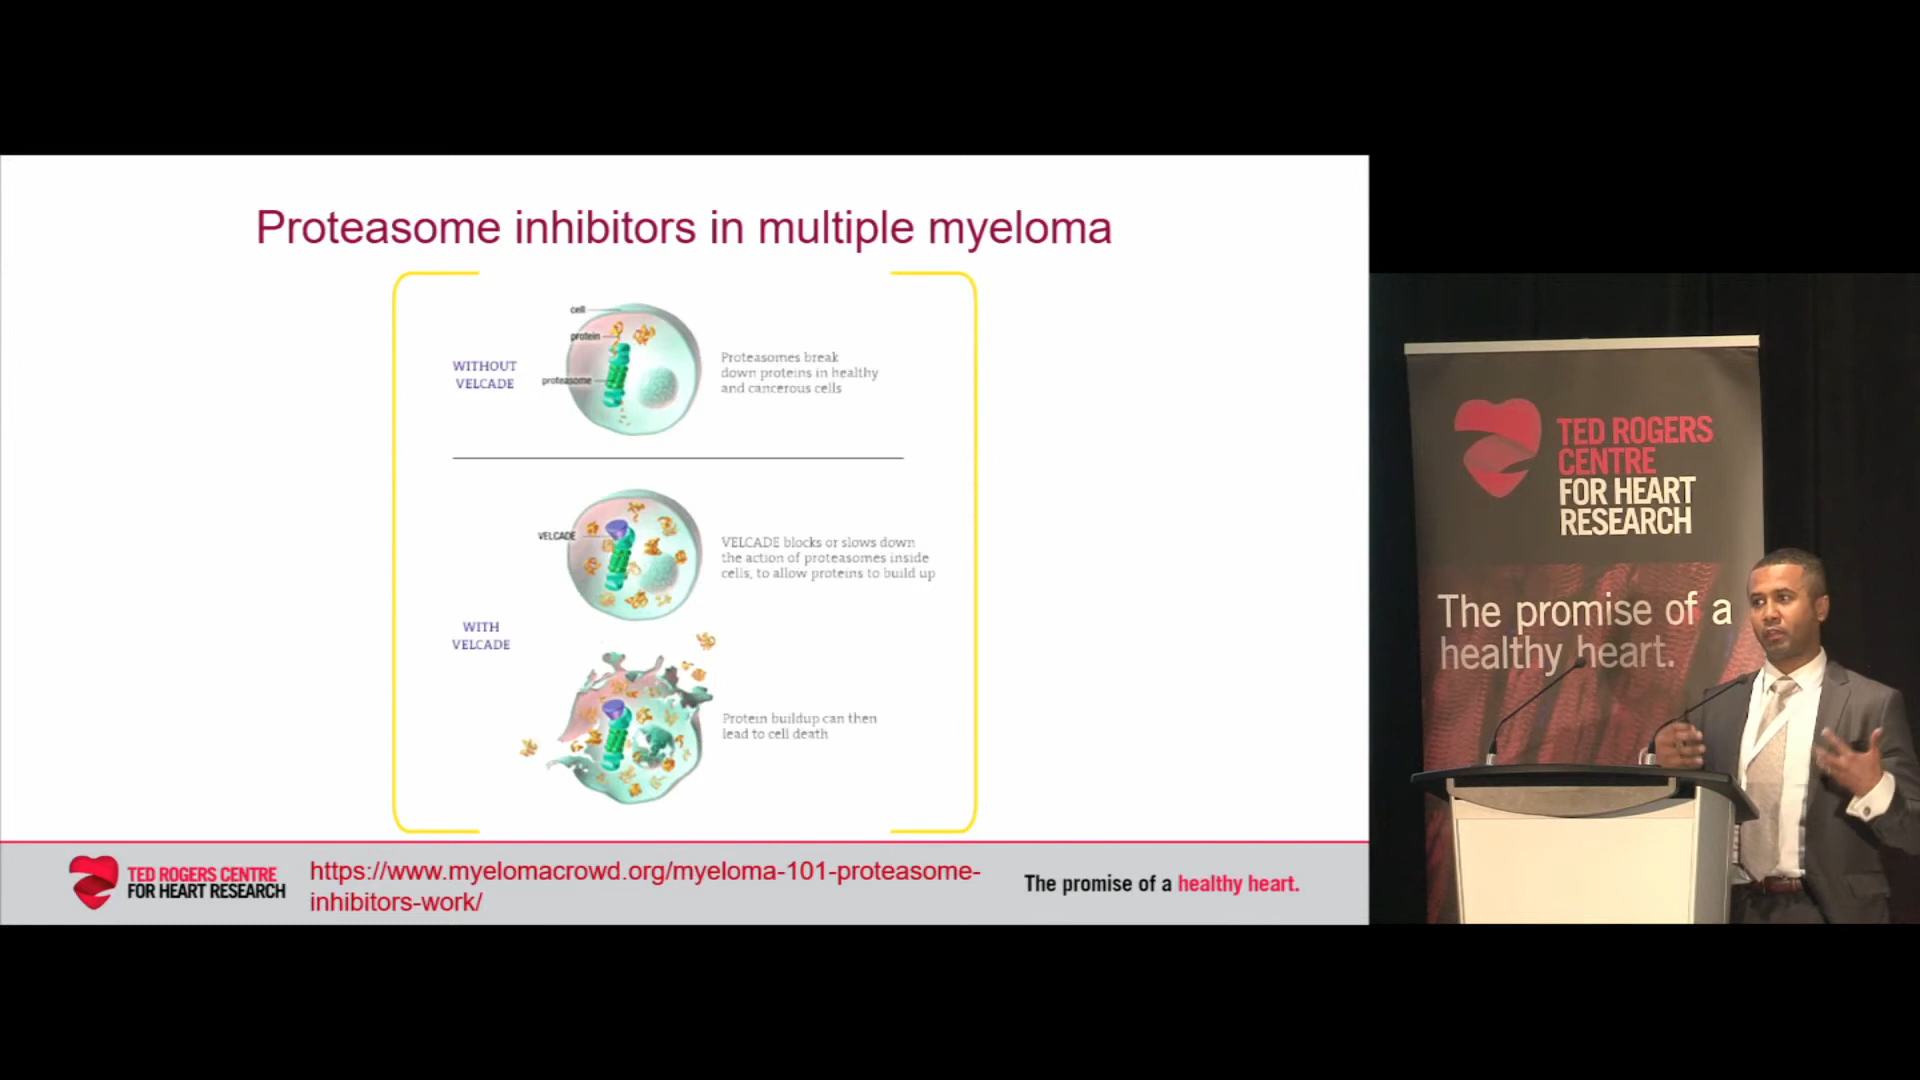 Proteasome inhibitors in multiple myeloma
cell
protein
proteasome
WITHOUT
VELCADE
Proteasomes break
down proteins in healthy
and cancerous cells
VELCADE
VELCADE blocks or slows down
the action of proteasomes inside
cells, to allow proteins to build up
WITH
VELCADE
Protein buildup can then
lead to cell death
TED ROGERS CENTRE
FOR HEART RESEARCH
https://www.myelomacrowd.org/myeloma-101-proteasome-
inhibitors-work/
The promise of a healthy heart.
TED ROGERS
CENTRE
FOR HEART
RESEARCH
The promise of a
healthy heart.